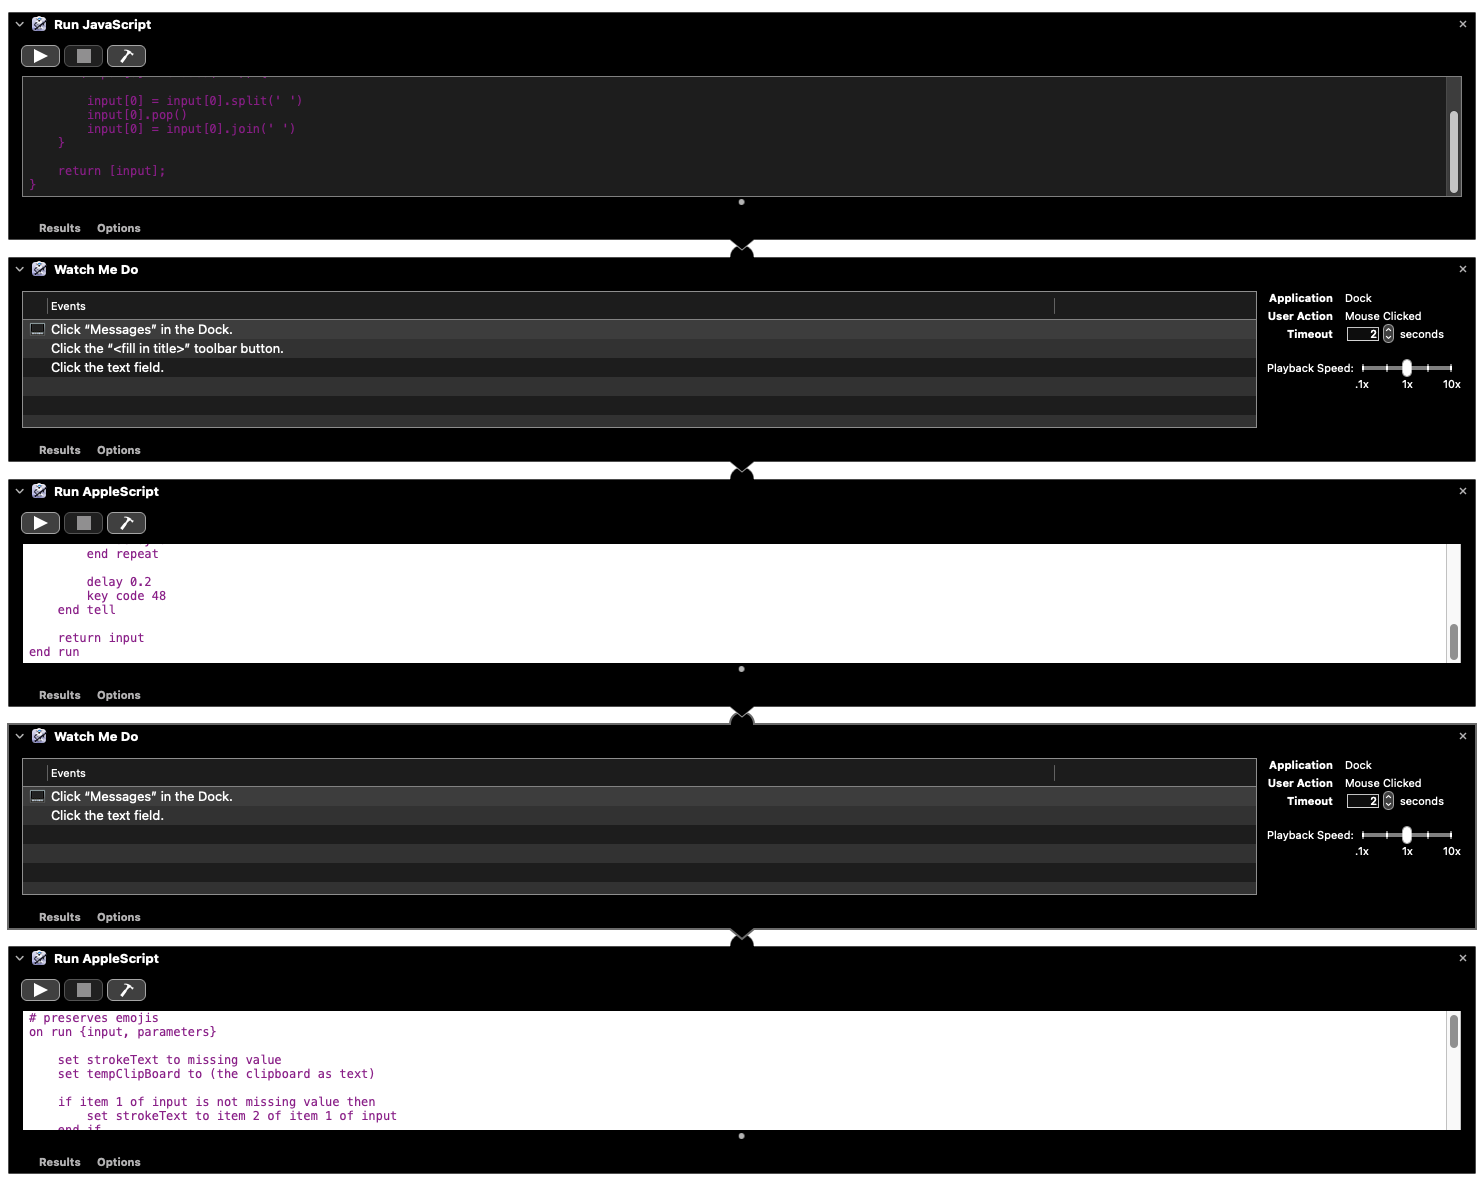 Run JavaScript
input[0] = input[0].split(' ')
input[0].pop()
input[0] = input[0].join(' ')
}
return [input];
}
Results Options
Watch Me Do
Events
Click “Messages” in the Dock.
Click the “<fill in title>” toolbar button.
Click the text field.
Application Dock
User Action Mouse Clicked
Timeout 2 seconds
Playback Speed:
.1x 1x 10x
Results Options
Run AppleScript
end repeat
delay 0.2
key code 48
end tell
return input
end run
Results Options
Watch Me Do
Events
Click “Messages” in the Dock.
Click the text field.
Application Dock
User Action Mouse Clicked
Timeout 2 seconds
Playback Speed:
.1x 1x 10x
Results Options
Run AppleScript
# preserves emojis
on run {input, parameters}
set strokeText to missing value
set tempClipBoard to (the clipboard as text)
if item 1 of input is not missing value then
set strokeText to item 2 of item 1 of input
end if
Results Options